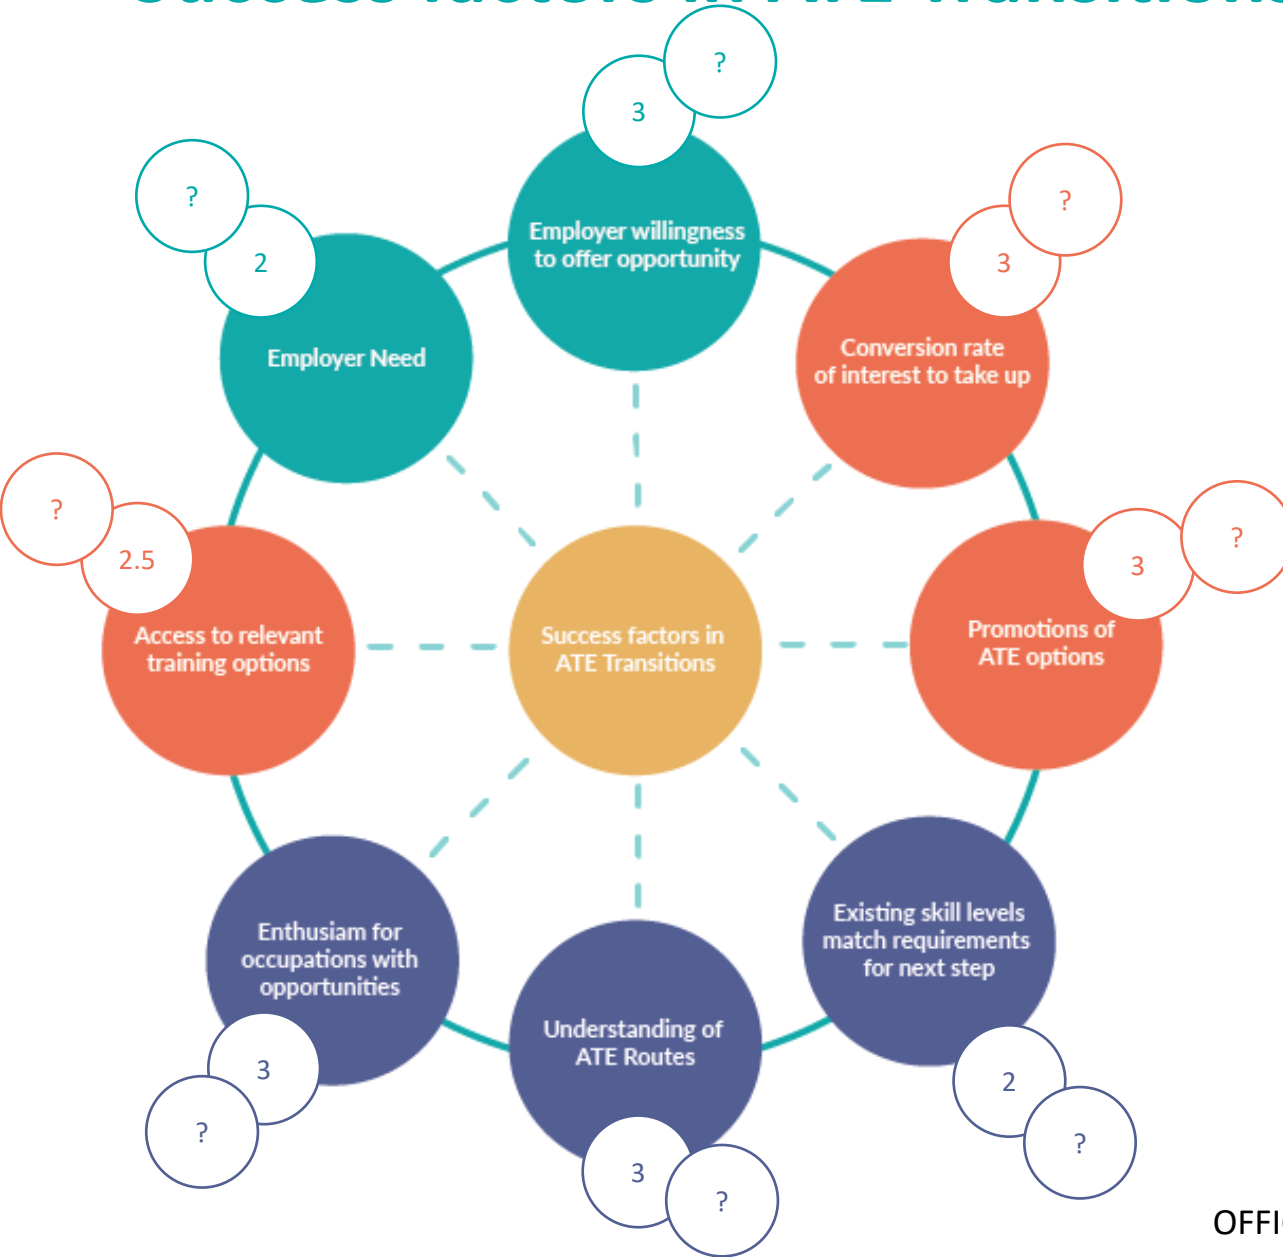 ?
3
Employer willingness
to offer opportunity
?
2
Employer Need
?
3
Conversion rate
of interest to take up
?
2.5
Access to relevant
training options
Success factors in
ATE Transitions
?
3
Promotions of
ATE options
Enthusiam for
occupations with
opportunities
3
?
Understanding of
ATE Routes
3
?
Existing skill levels
match requirements
for next step
2
?